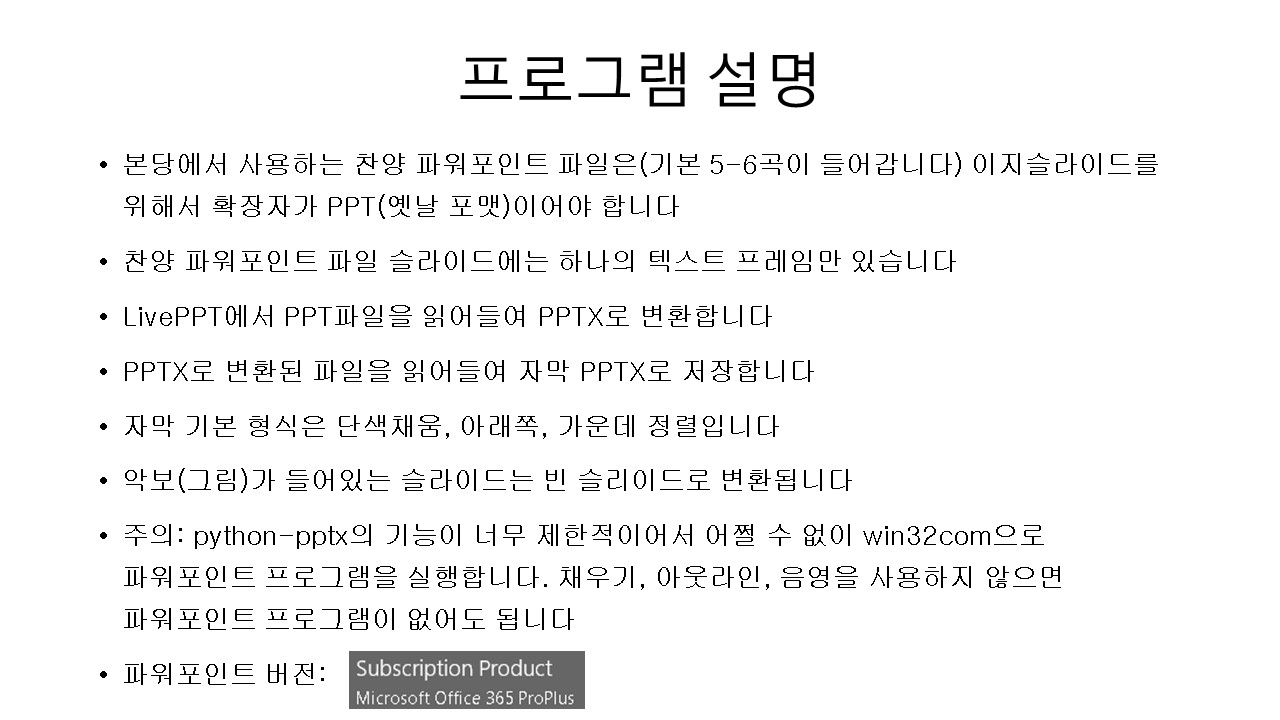 프로그램 설명
• 본당에서 사용하는 찬양 파워포인트 파일은(기본 5-6곡이 들어갑니다) 이지슬라이드를
위해서 확장자가 PPT(옛날 포맷)이어야 합니다
• 찬양 파워포인트 파일 슬라이드에는 하나의 텍스트 프레임만 있습니다
• LivePPT에서 PPT파일을 읽어들여 PPTX로 변환합니다
• PPTX로 변환된 파일을 읽어들여 자막 PPTX로 저장합니다
• 자막 기본 형식은 단색채움, 아래쪽, 가운데 정렬입니다
• 악보(그림)가 들어있는 슬라이드는 빈 슬리이드로 변환됩니다
• 주의: python-pptx의 기능이 너무 제한적이어서 어쩔 수 없이 win32com으로
파워포인트 프로그램을 실행합니다. 채우기, 아웃라인, 음영을 사용하지 않으면
파워포인트 프로그램이 없어도 됩니다
• 파워포인트 버전:
Subscription Product
Microsoft Office 365 ProPlus